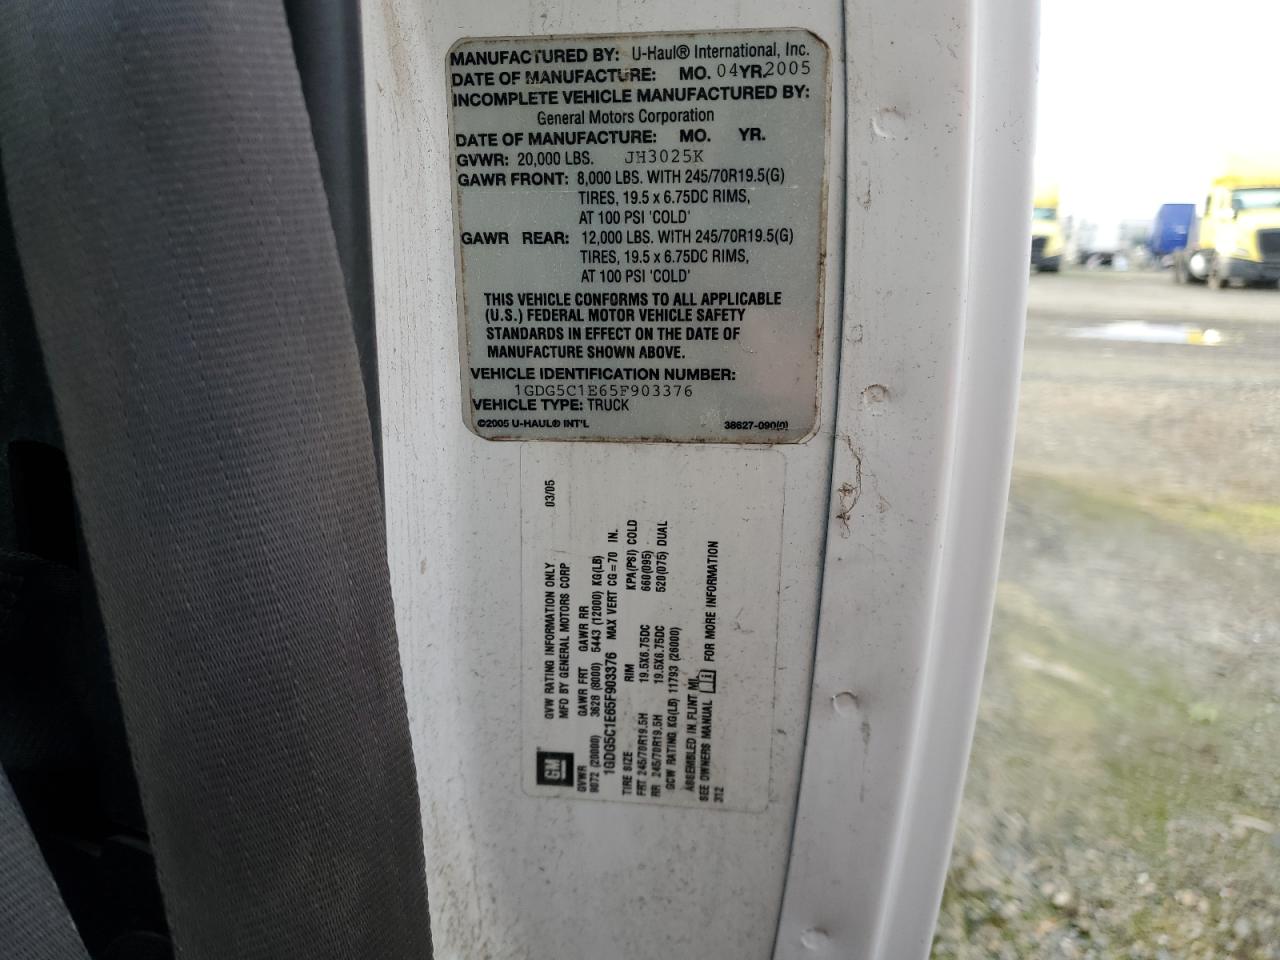 MANUFACTURED BY: U-Haul® International, Inc.
DATE OF MANUFACTURE: MO. 04 YR. 2005
INCOMPLETE VEHICLE MANUFACTURED BY:
General Motors Corporation
DATE OF MANUFACTURE: MO. YR.
GVWR: 20,000 LBS. JH3025K
GAWR FRONT: 8,000 LBS. WITH 245/70R19.5(G)
TIRES, 19.5 x 6.75DC RIMS,
AT 100 PSI 'COLD'
GAWR REAR: 12,000 LBS. WITH 245/70R19.5(G)
TIRES, 19.5 x 6.75DC RIMS,
AT 100 PSI 'COLD'
THIS VEHICLE CONFORMS TO ALL APPLICABLE
(U.S.) FEDERAL MOTOR VEHICLE SAFETY
STANDARDS IN EFFECT ON THE DATE OF
MANUFACTURE SHOWN ABOVE.
VEHICLE IDENTIFICATION NUMBER:
1GDG5C1E65F903376
VEHICLE TYPE: TRUCK
©2005 U-HAUL® INT'L 38627-090(0)
GM
GVW RATING INFORMATION ONLY 03/05
MFD BY GENERAL MOTORS CORP
GVWR GAWR FRT GAWR RR
9072 (20000) 3628 (8000) 5443 (12000) KG(LB)
1GDG5C1E65F903376 MAX VERT CG=70 IN.
TIRE SIZE RIM KPA(PSI) COLD
FRT 245/70R19.5H 19.5X6.75DC 660(095)
RR 245/70R19.5H 19.5X6.75DC 520(075) DUAL
GCW RATING KG(LB) 11793 (26000)
ASSEMBLED IN FLINT MI.
SEE OWNERS MANUAL FOR MORE INFORMATION
312